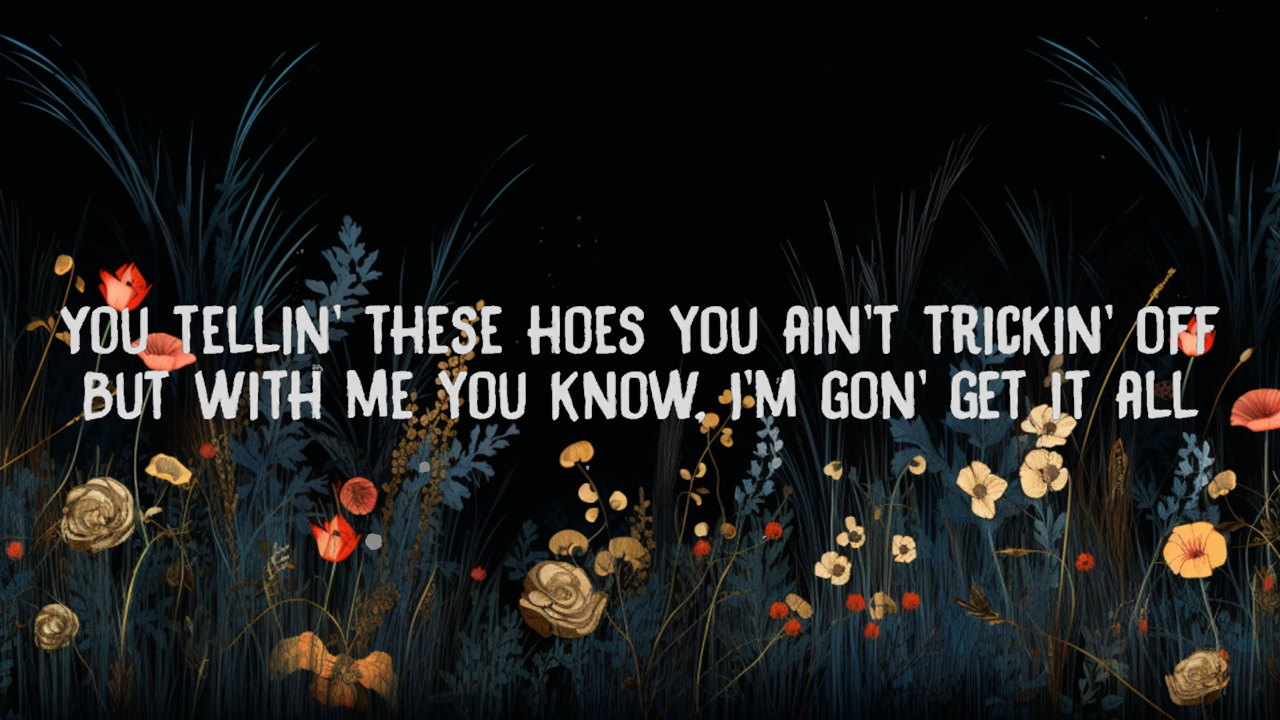 YOU TELLIN' THESE HOES YOU AIN'T TRICKIN' OFF
BUT WITH ME YOU KNOW, I'M GON' GET IT ALL